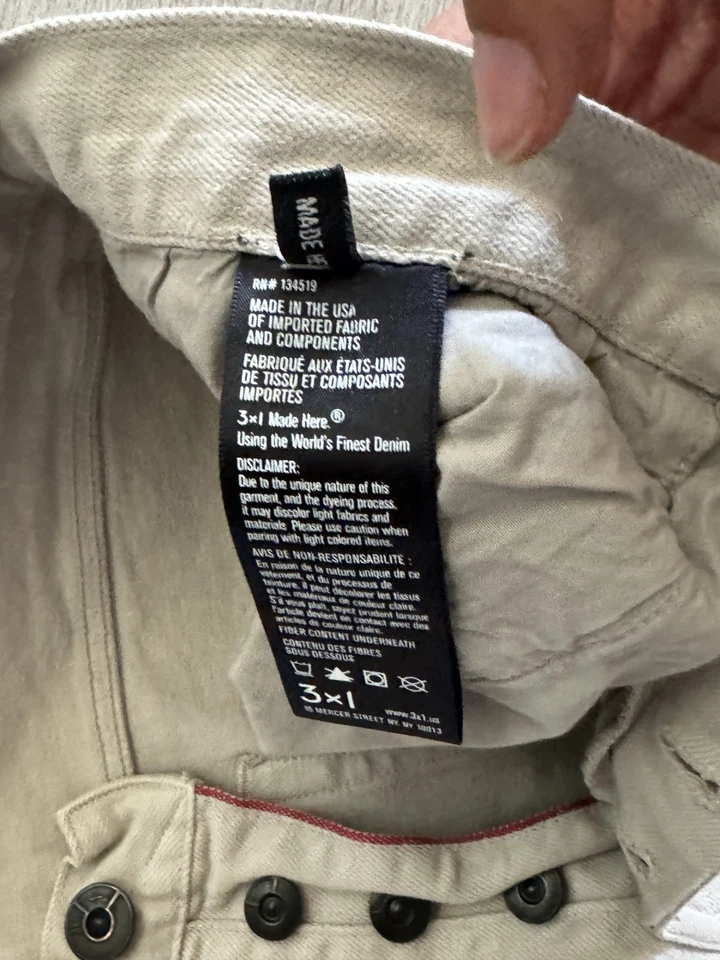 MADE HE
RN# 134519
MADE IN THE USA
OF IMPORTED FABRIC
AND COMPONENTS
FABRIQUÉ AUX ÉTATS-UNIS
DE TISSU ET COMPOSANTS
IMPORTÉS
3×1 Made Here.®
Using the World's Finest Denim
DISCLAIMER:
Due to the unique nature of this
garment, and the dyeing process,
it may discolor light fabrics and
materials. Please use caution when
pairing with light colored items.
AVIS DE NON-RESPONSABILITÉ :
En raison de la nature unique de ce
vêtement, et du processus de
teinture, il peut décolorer les tissus
et les matériaux de couleur claire.
S'il vous plaît, soyez prudent lorsque
l'article devient en contact avec des
articles de couleur claire.
FIBER CONTENT UNDERNEATH
CONTENU DES FIBRES
SOUS DESSOUS
3×1
www.3x1.us
15 MERCER STREET NY, NY 10013